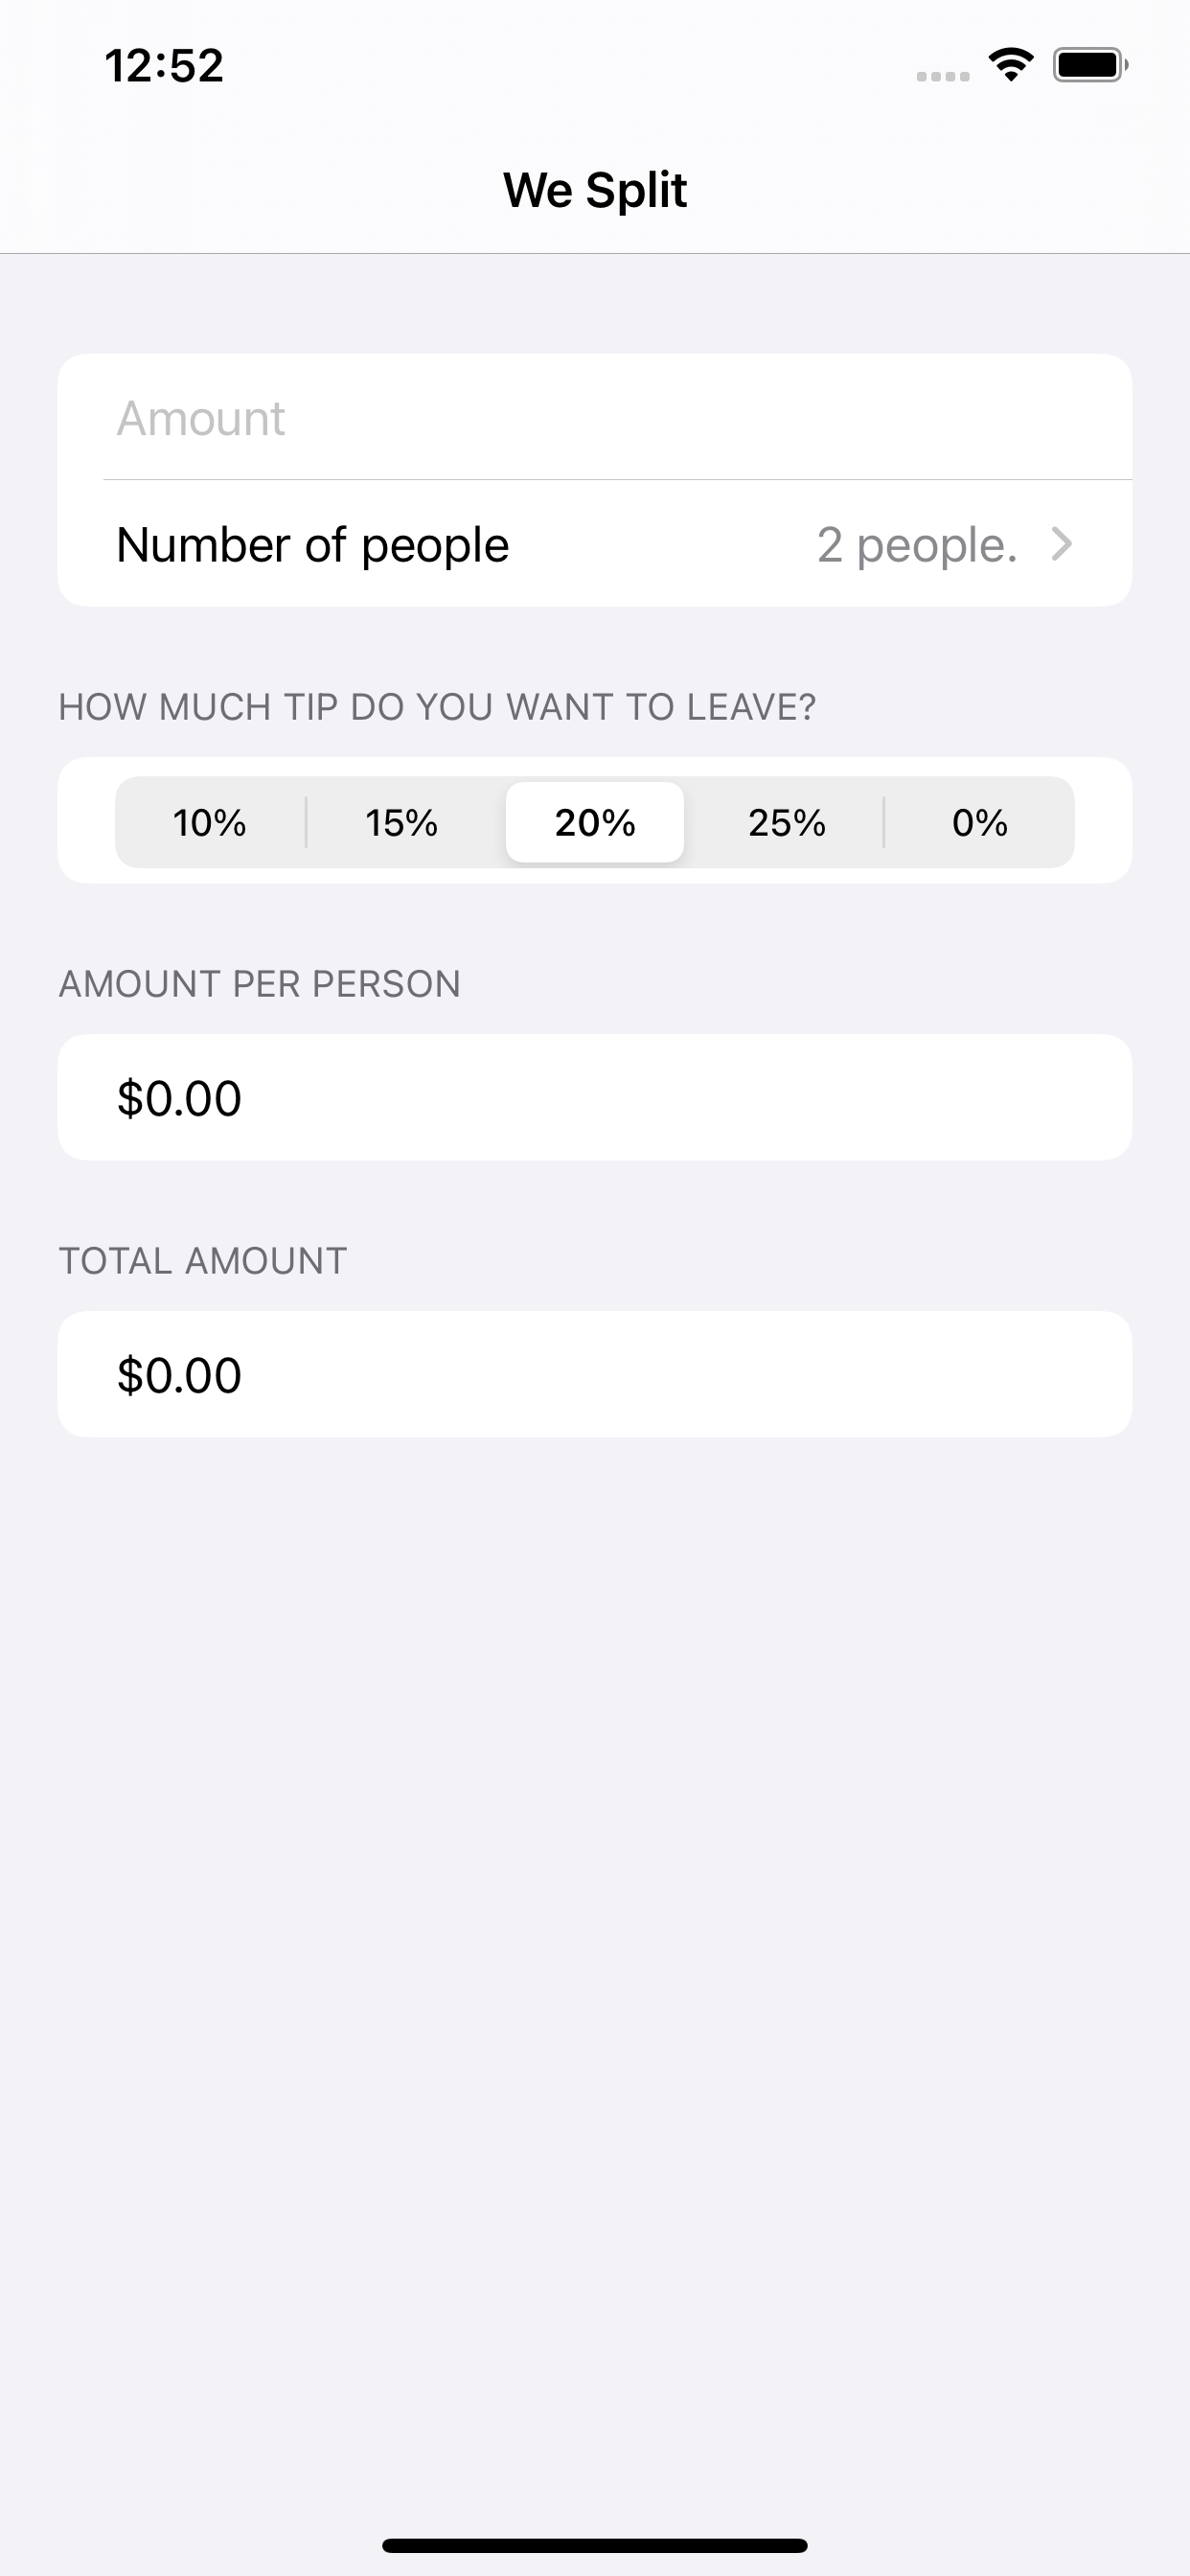 12:52
We Split
Amount
Number of people 2 people.
HOW MUCH TIP DO YOU WANT TO LEAVE?
10% 15% 20% 25% 0%
AMOUNT PER PERSON
$0.00
TOTAL AMOUNT
$0.00